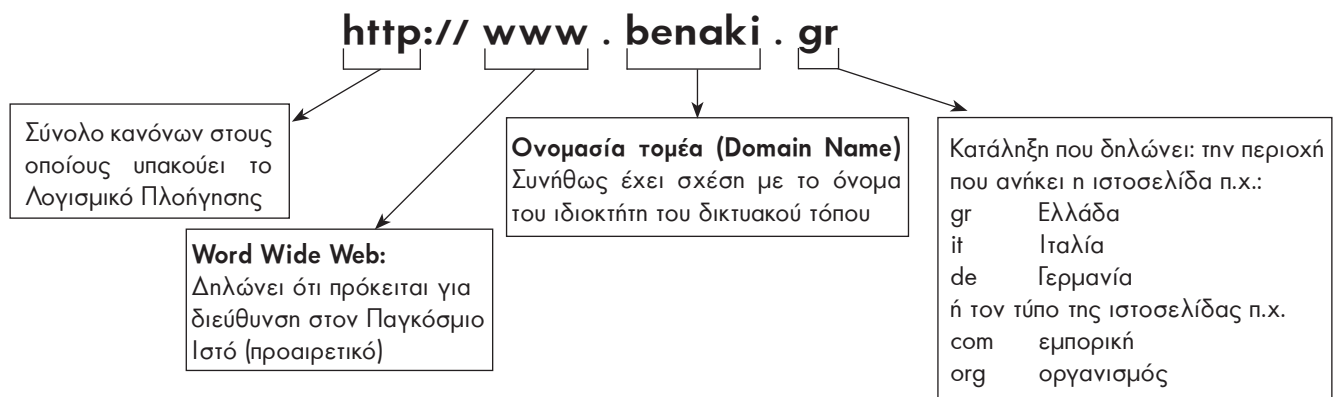 http:// www . benaki . gr
Σύνολο κανόνων στους
οποίους υπακούει το
Λογισμικό Πλοήγησης
Word Wide Web:
Δηλώνει ότι πρόκειται για
διεύθυνση στον Παγκόσμιο
Ιστό (προαιρετικό)
Ονομασία τομέα (Domain Name)
Συνήθως έχει σχέση με το όνομα
του ιδιοκτήτη του δικτυακού τόπου
Κατάληξη που δηλώνει: την περιοχή
που ανήκει η ιστοσελίδα π.χ.:
gr Ελλάδα
it Ιταλία
de Γερμανία
ή τον τύπο της ιστοσελίδας π.χ.
com εμπορική
org οργανισμός